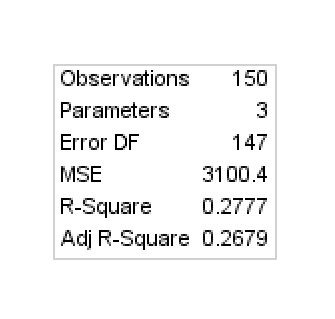 Observations 150
Parameters 3
Error DF 147
MSE 3100.4
R-Square 0.2777
Adj R-Square 0.2679